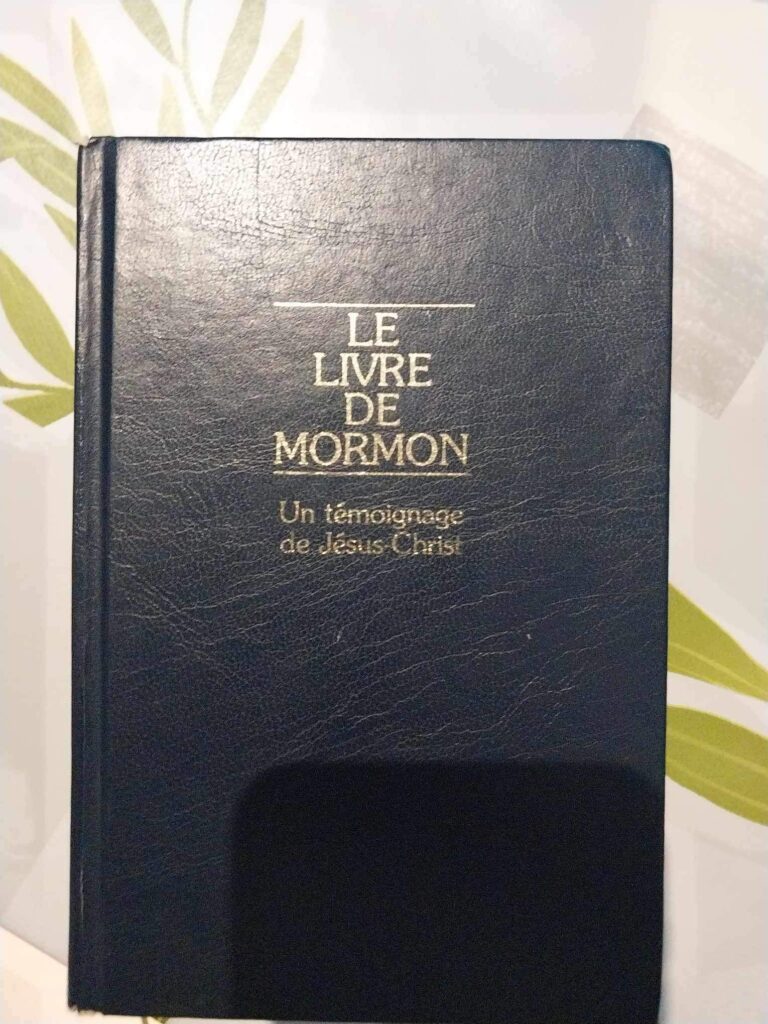 LE
LIVRE
DE
MORMON
Un témoignage
de Jésus-Christ